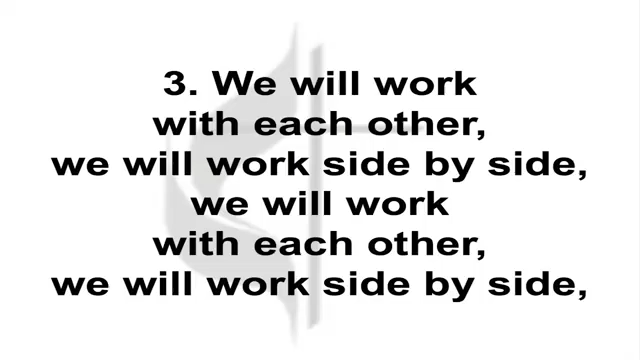 3. We will work
with each other,
we will work side by side,
we will work
with each other,
we will work side by side,